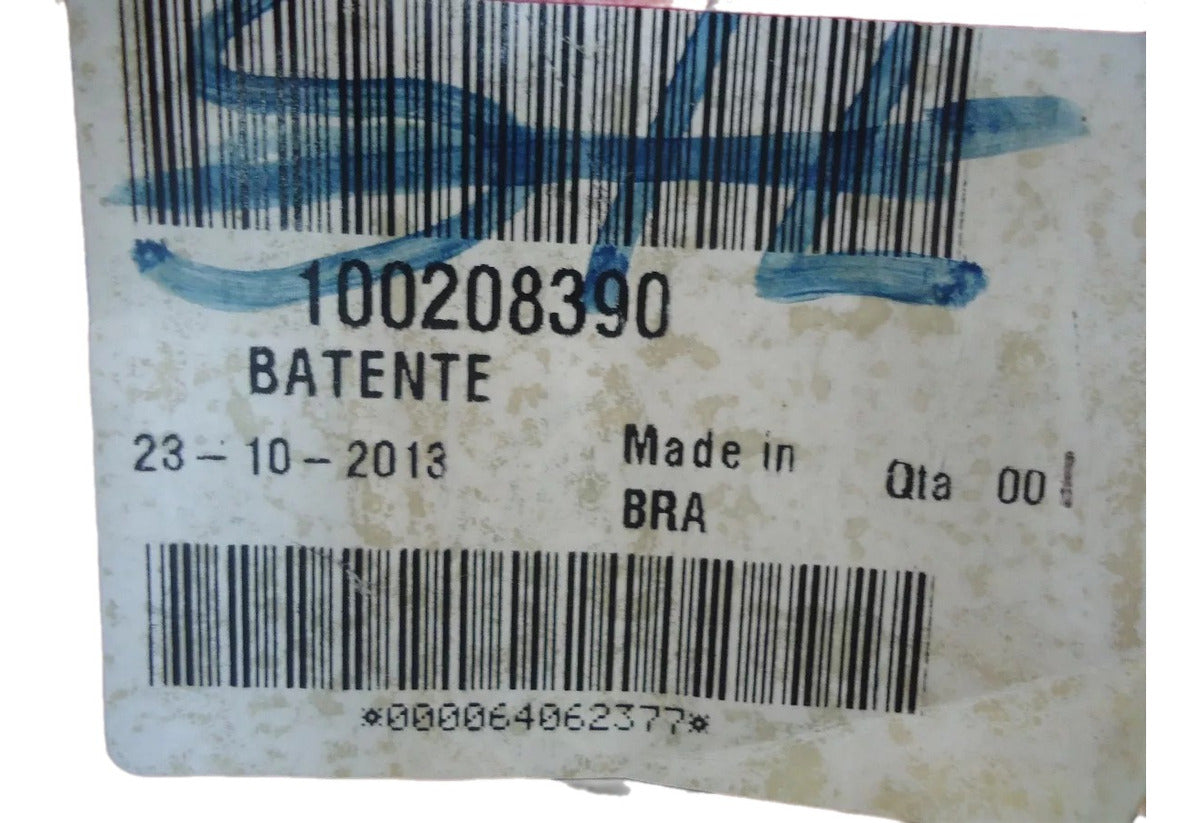 100208390
BATENTE
23-10-2013
Made in
BRA
Qta 00
*000064062377*